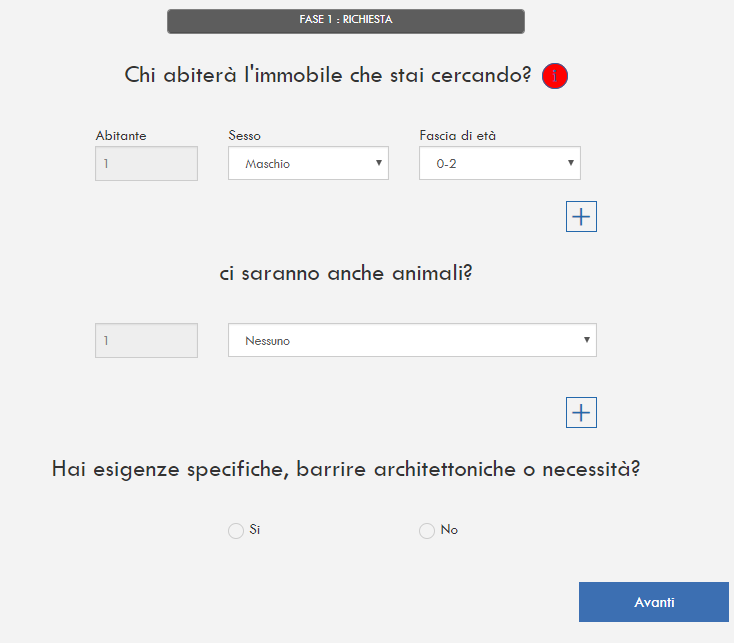 FASE 1 : RICHIESTA
Chi abiterà l'immobile che stai cercando? i
Abitante Sesso Fascia di età
1 Maschio 0-2
ci saranno anche animali?
1 Nessuno
Hai esigenze specifiche, barrire architettoniche o necessità?
Si No
Avanti